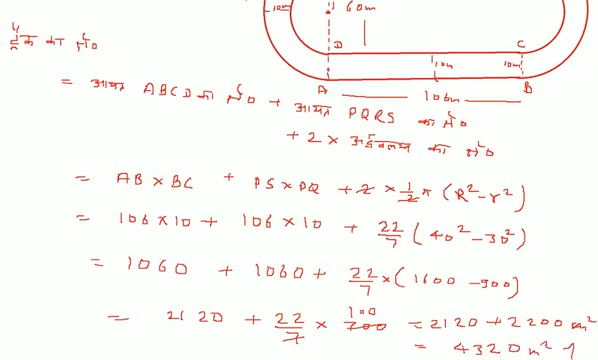 10m
60m
D C
10m 10m
A B
106m
ट्रैक का क्षे०
= आयत ABCD का क्षे० + आयत PQRS का क्षे०
+ 2 × अर्द्धवलय का क्षे०
= AB × BC + PS × PQ + 2 × 1/2 π (R² - r²)
= 106 × 10 + 106 × 10 + 22/7 (40² - 30²)
= 1060 + 1060 + 22/7 × (1600 - 900)
= 2120 + 22/7 × 700 100 = 2120 + 2200 m²
= 4320 m²